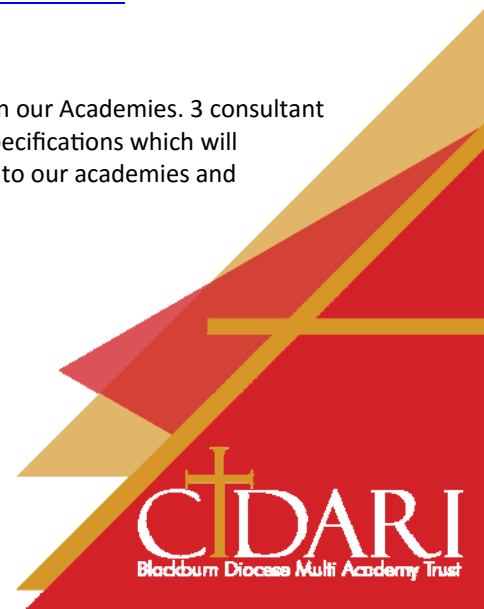 n our Academies. 3 consultant
ecifications which will
to our academies and
CIDARI
Blackburn Diocese Multi Academy Trust